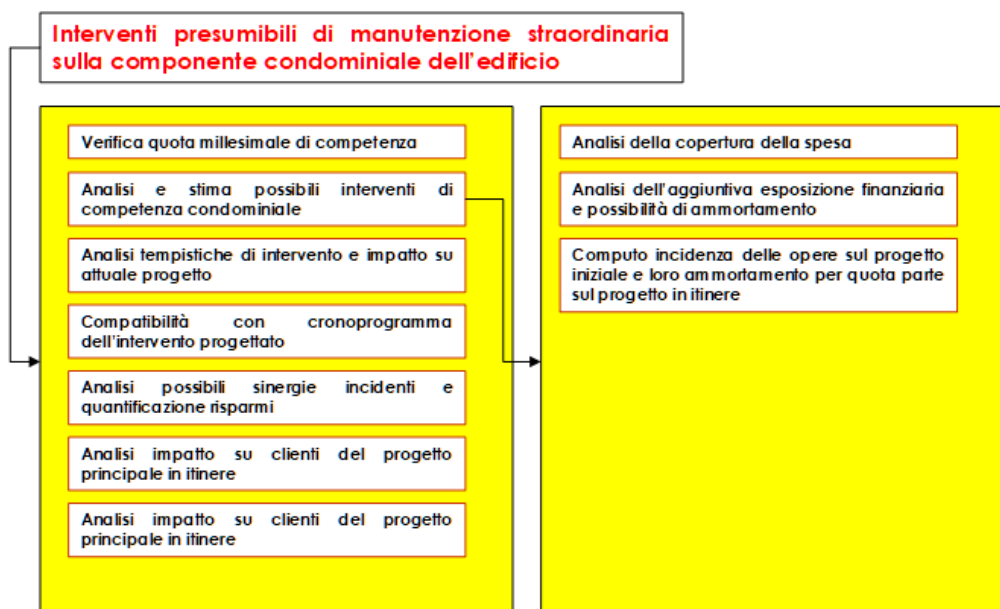 Interventi presumibili di manutenzione straordinaria
sulla componente condominiale dell'edificio
Verifica quota millesimale di competenza
Analisi e stima possibili interventi di
competenza condominiale
Analisi tempistiche di intervento e impatto su
attuale progetto
Compatibilità con cronoprogramma
dell'intervento progettato
Analisi possibili sinergie incidenti e
quantificazione risparmi
Analisi impatto su clienti del progetto
principale in itinere
Analisi impatto su clienti del progetto
principale in itinere
Analisi della copertura della spesa
Analisi dell'aggiuntiva esposizione finanziaria
e possibilità di ammortamento
Computo incidenza delle opere sul progetto
iniziale e loro ammortamento per quota parte
sul progetto in itinere